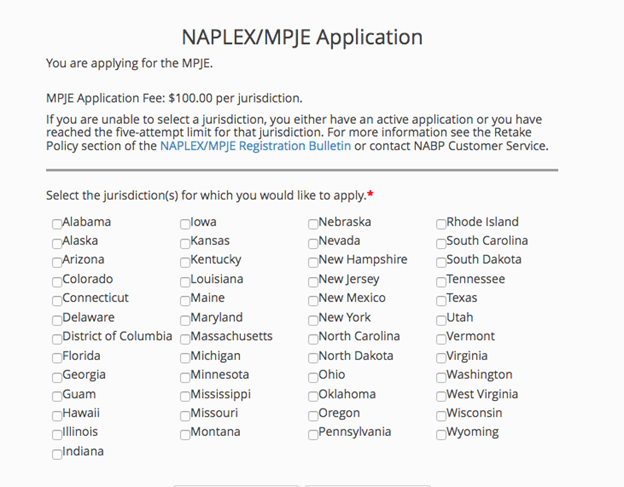 NAPLEX/MPJE Application
You are applying for the MPJE.
MPJE Application Fee: $100.00 per jurisdiction.
If you are unable to select a jurisdiction, you either have an active application or you have
reached the five-attempt limit for that jurisdiction. For more information see the Retake
Policy section of the NAPLEX/MPJE Registration Bulletin or contact NABP Customer Service.
Select the jurisdiction(s) for which you would like to apply.*
Alabama
Alaska
Arizona
Colorado
Connecticut
Delaware
District of Columbia
Florida
Georgia
Guam
Hawaii
Illinois
Indiana
Iowa
Kansas
Kentucky
Louisiana
Maine
Maryland
Massachusetts
Michigan
Minnesota
Mississippi
Missouri
Montana
Nebraska
Nevada
New Hampshire
New Jersey
New Mexico
New York
North Carolina
North Dakota
Ohio
Oklahoma
Oregon
Pennsylvania
Rhode Island
South Carolina
South Dakota
Tennessee
Texas
Utah
Vermont
Virginia
Washington
West Virginia
Wisconsin
Wyoming